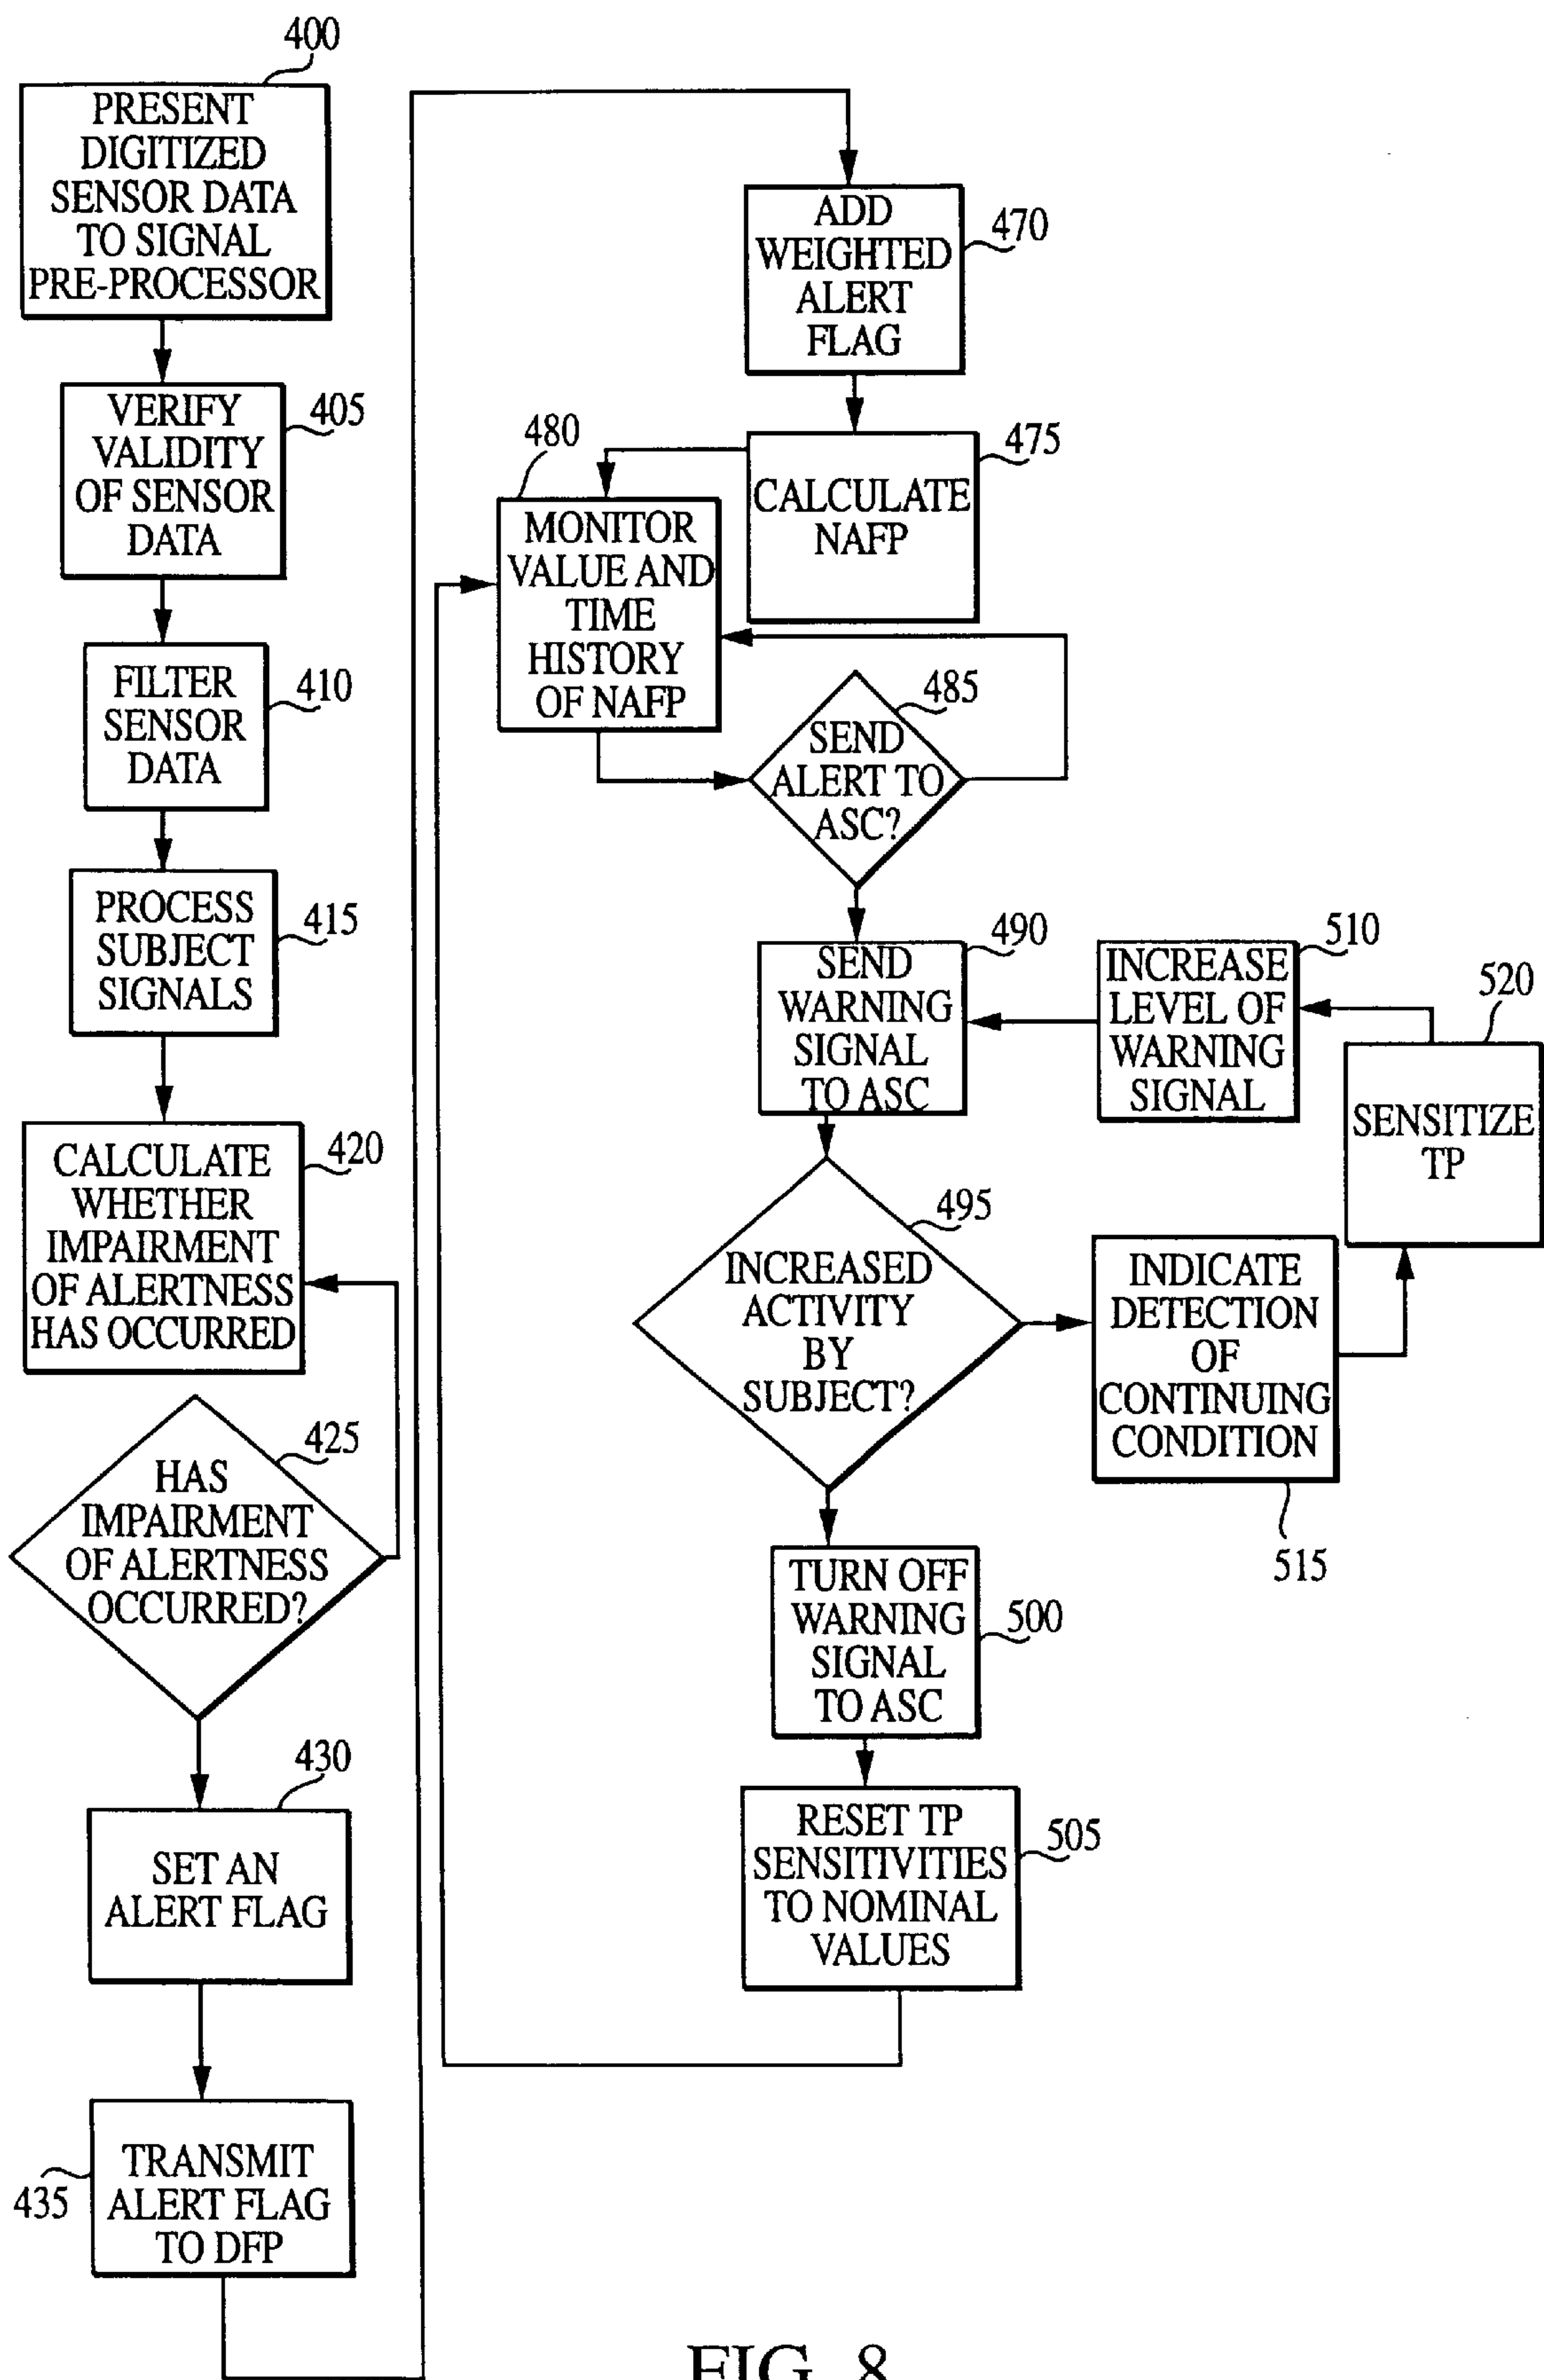 400
PRESENT
DIGITIZED
SENSOR DATA
TO SIGNAL
PRE-PROCESSOR
405
VERIFY
VALIDITY
OF SENSOR
DATA
410
FILTER
SENSOR
DATA
415
PROCESS
SUBJECT
SIGNALS
420
CALCULATE
WHETHER
IMPAIRMENT
OF ALERTNESS
HAS OCCURRED
425
HAS
IMPAIRMENT
OF ALERTNESS
OCCURRED?
430
SET AN
ALERT FLAG
435
TRANSMIT
ALERT FLAG
TO DFP
470
ADD
WEIGHTED
ALERT
FLAG
475
CALCULATE
NAFP
480
MONITOR
VALUE AND
TIME
HISTORY
OF NAFP
485
SEND
ALERT TO
ASC?
490
SEND
WARNING
SIGNAL
TO ASC
495
INCREASED
ACTIVITY
BY
SUBJECT?
500
TURN OFF
WARNING
SIGNAL
TO ASC
505
RESET TP
SENSITIVITIES
TO NOMINAL
VALUES
510
INCREASE
LEVEL OF
WARNING
SIGNAL
520
SENSITIZE
TP
INDICATE
DETECTION
OF
CONTINUING
CONDITION
515
FIG. 8